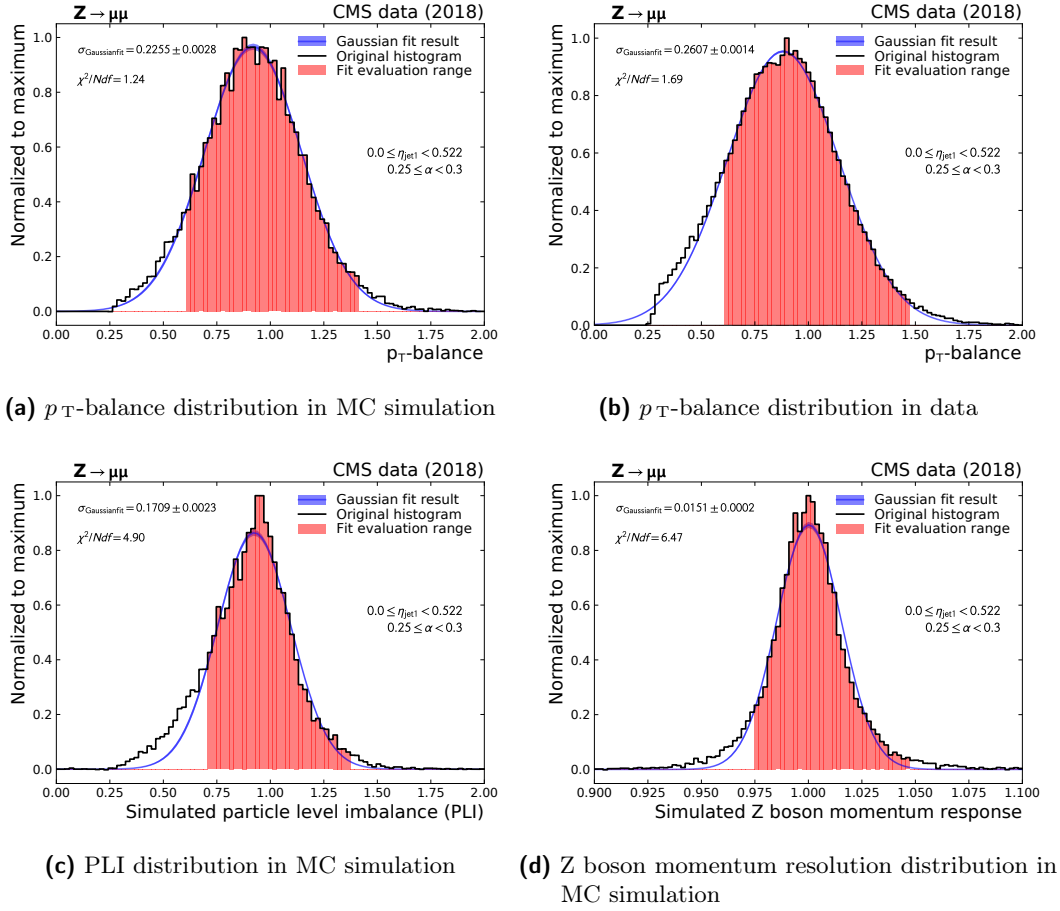 Z → μμ
CMS data (2018)
Normalized to maximum
1.0
0.8
0.6
0.4
0.2
0.0
σGaussianfit = 0.2255 ± 0.0028
χ²/Ndf = 1.24
Gaussian fit result
Original histogram
Fit evaluation range
0.0 ≤ ηjet1 < 0.522
0.25 ≤ α < 0.3
0.00 0.25 0.50 0.75 1.00 1.25 1.50 1.75 2.00
pT-balance
(a) pT-balance distribution in MC simulation
Z → μμ
CMS data (2018)
Normalized to maximum
1.0
0.8
0.6
0.4
0.2
0.0
σGaussianfit = 0.2607 ± 0.0014
χ²/Ndf = 1.69
Gaussian fit result
Original histogram
Fit evaluation range
0.0 ≤ ηjet1 < 0.522
0.25 ≤ α < 0.3
0.00 0.25 0.50 0.75 1.00 1.25 1.50 1.75 2.00
pT-balance
(b) pT-balance distribution in data
Z → μμ
CMS data (2018)
Normalized to maximum
1.0
0.8
0.6
0.4
0.2
0.0
σGaussianfit = 0.1709 ± 0.0023
χ²/Ndf = 4.90
Gaussian fit result
Original histogram
Fit evaluation range
0.0 ≤ ηjet1 < 0.522
0.25 ≤ α < 0.3
0.00 0.25 0.50 0.75 1.00 1.25 1.50 1.75 2.00
Simulated particle level imbalance (PLI)
(c) PLI distribution in MC simulation
Z → μμ
CMS data (2018)
Normalized to maximum
1.0
0.8
0.6
0.4
0.2
0.0
σGaussianfit = 0.0151 ± 0.0002
χ²/Ndf = 6.47
Gaussian fit result
Original histogram
Fit evaluation range
0.0 ≤ ηjet1 < 0.522
0.25 ≤ α < 0.3
0.900 0.925 0.950 0.975 1.000 1.025 1.050 1.075 1.100
Simulated Z boson momentum response
(d) Z boson momentum resolution distribution in
MC simulation